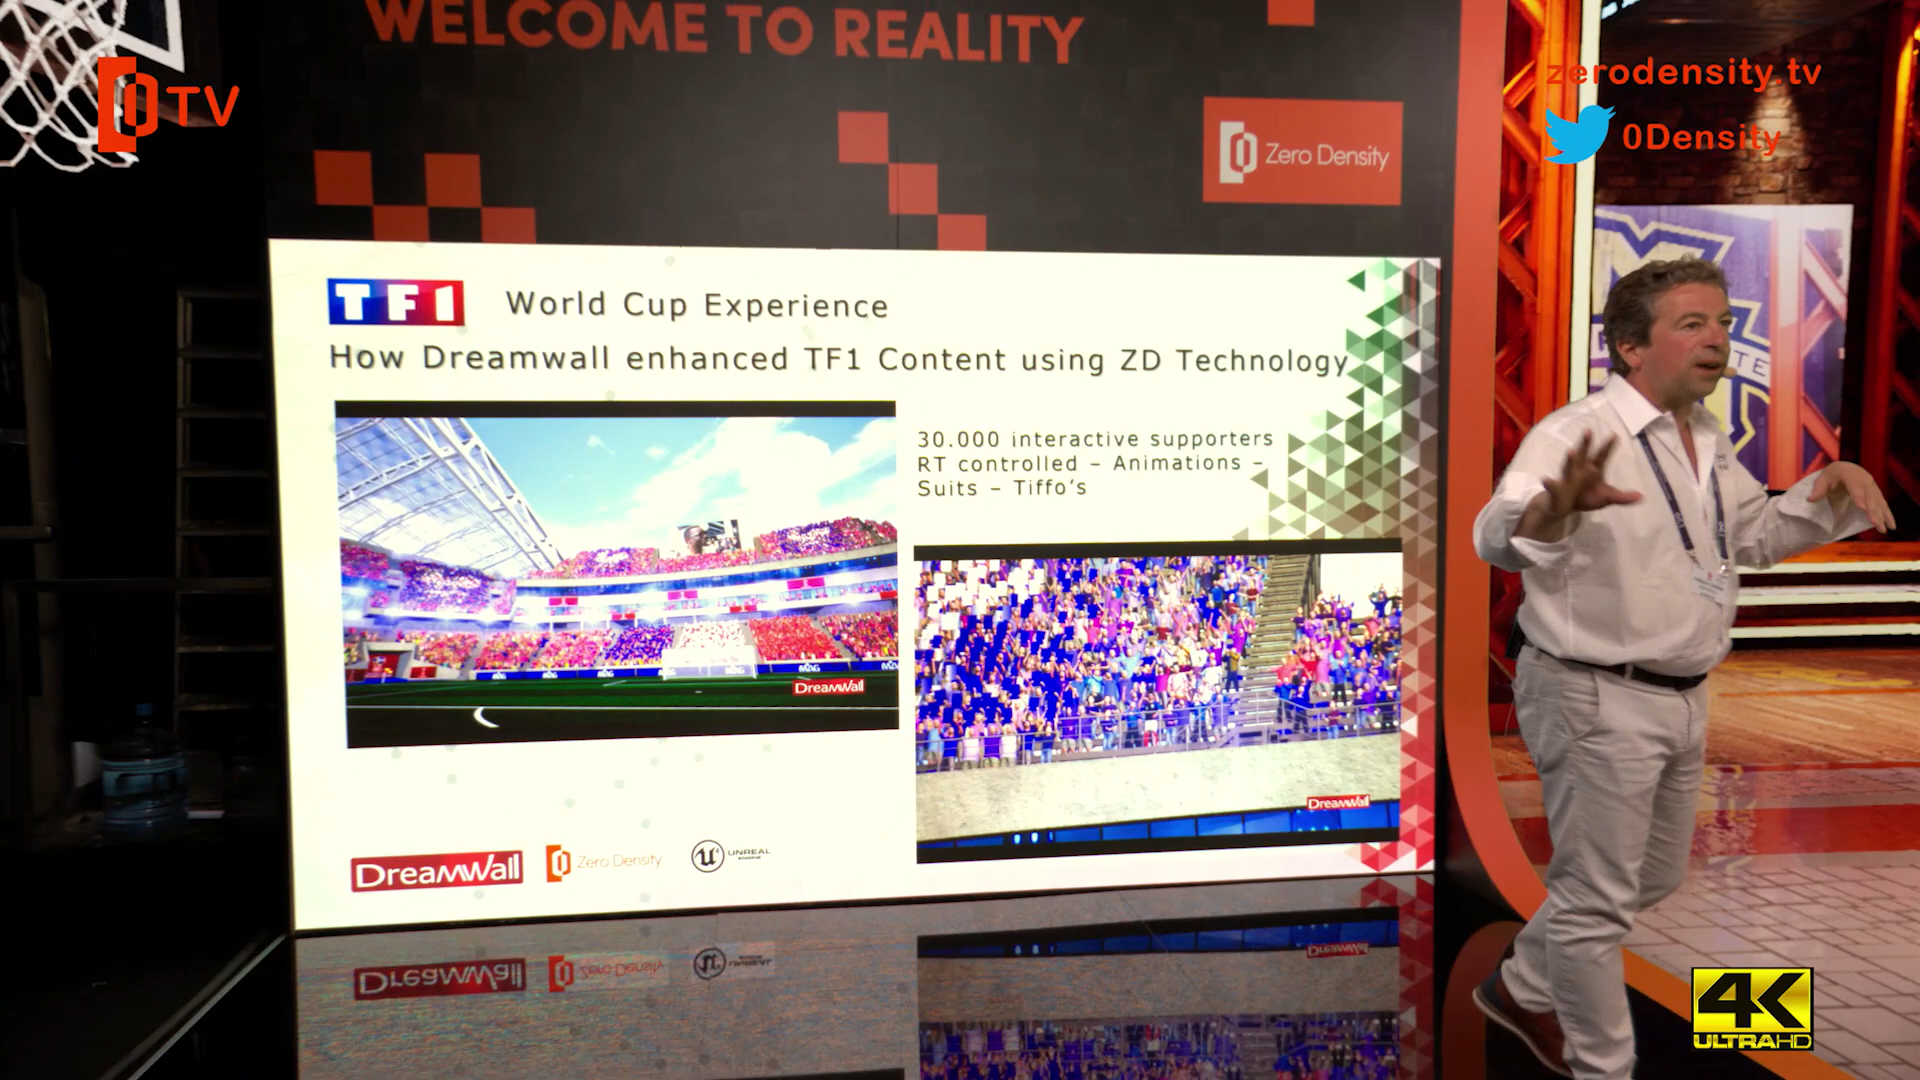 WELCOME TO REALITY
TV
zerodensity.tv
0Density
Zero Density
TF1
World Cup Experience
How Dreamwall enhanced TF1 Content using ZD Technology
30.000 interactive supporters
RT controlled – Animations –
Suits – Tiffo's
DreamWall
DreamWall
DreamWall
Zero Density
UNREAL
ENGINE
4K
ULTRAHD